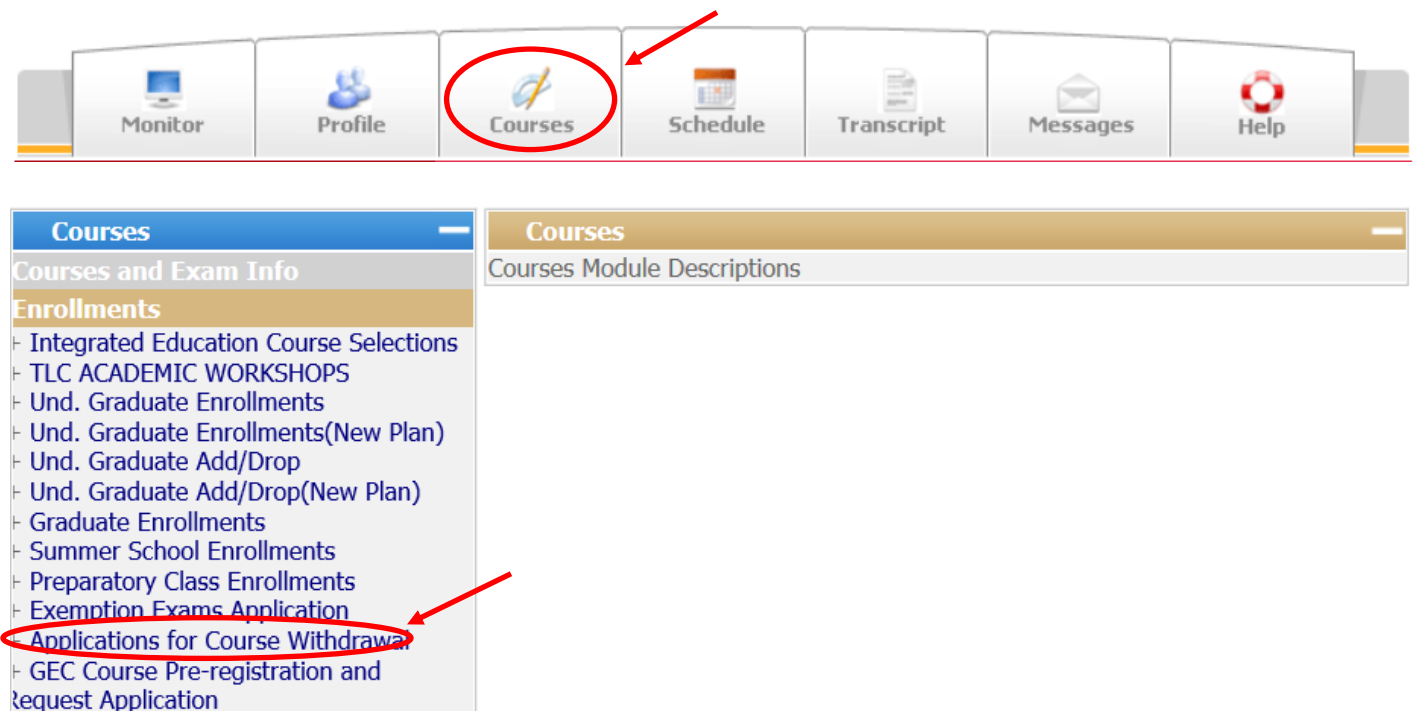 Monitor
Profile
Courses
Schedule
Transcript
Messages
Help
Courses
Courses and Exam Info
Enrollments
Integrated Education Course Selections
TLC ACADEMIC WORKSHOPS
Und. Graduate Enrollments
Und. Graduate Enrollments(New Plan)
Und. Graduate Add/Drop
Und. Graduate Add/Drop(New Plan)
Graduate Enrollments
Summer School Enrollments
Preparatory Class Enrollments
Exemption Exams Application
Applications for Course Withdrawal
GEC Course Pre-registration and
Request Application
Courses
Courses Module Descriptions